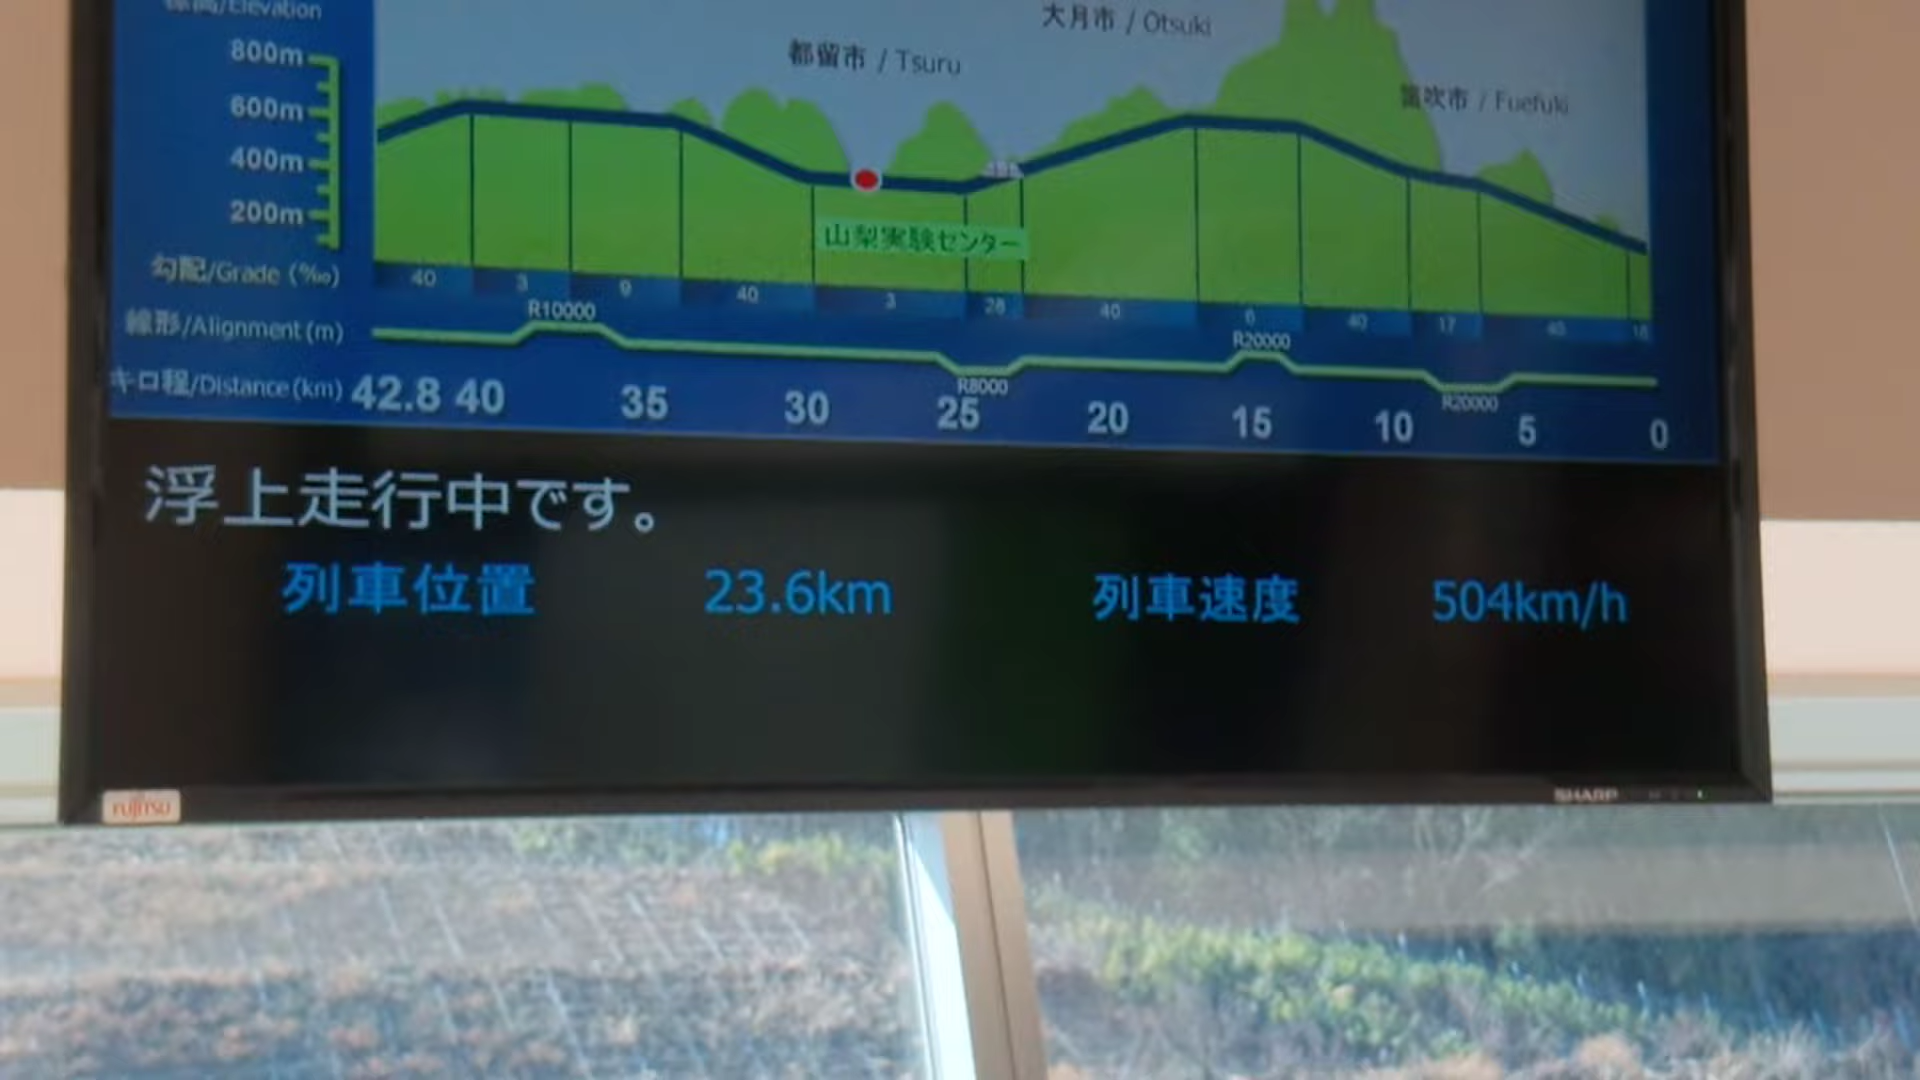 標高/Elevation
大月市 / Otsuki
都留市 / Tsuru
笛吹市 / Fuefuki
800m
600m
400m
200m
山梨実験センター
勾配/Grade (‰)
40 3 9 40 3 28 40 6 40 17 40 18
線形/Alignment (m)
R10000 R8000 R20000 R20000
キロ程/Distance (km) 42.8 40 35 30 25 20 15 10 5 0
浮上走行中です。
列車位置 23.6km 列車速度 504km/h
FUJITSU
SHARP